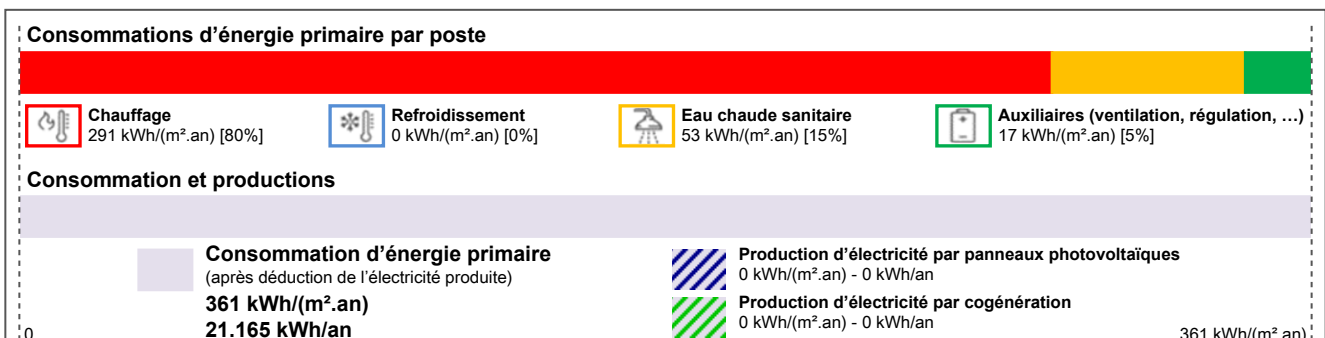 Consommations d’énergie primaire par poste
Chauffage
291 kWh/(m².an) [80%]
Refroidissement
0 kWh/(m².an) [0%]
Eau chaude sanitaire
53 kWh/(m².an) [15%]
Auxiliaires (ventilation, régulation, …)
17 kWh/(m².an) [5%]
Consommation et productions
Consommation d’énergie primaire
(après déduction de l’électricité produite)
361 kWh/(m².an)
21.165 kWh/an
Production d’électricité par panneaux photovoltaïques
0 kWh/(m².an) - 0 kWh/an
Production d’électricité par cogénération
0 kWh/(m².an) - 0 kWh/an
0
361 kWh/(m².an)